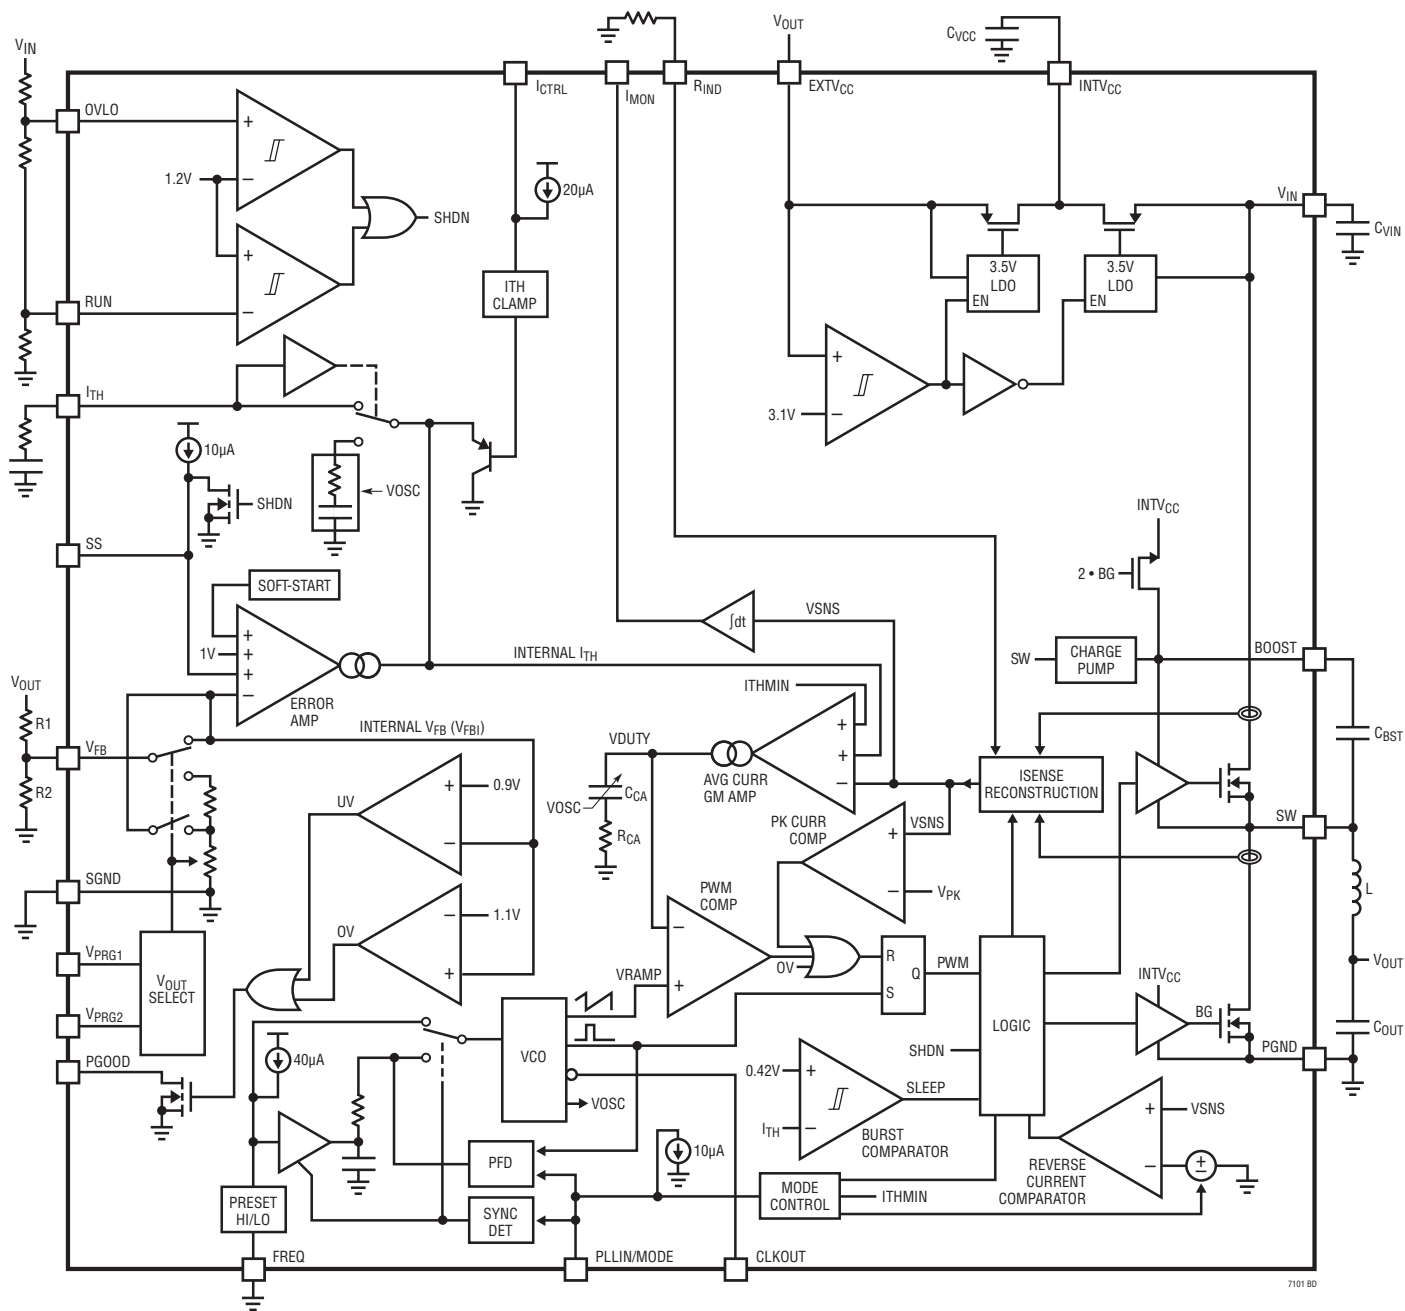 VOUT
CVCC
VIN
ICTRL
IMON
RIND
EXTVCC
INTVCC
OVLO
+
1.2V
−
SHDN
20µA
VIN
CVIN
+
RUN
−
ITH
CLAMP
3.5V
LDO
EN
3.5V
LDO
EN
+
3.1V
−
ITH
10µA
SHDN
VOSC
SS
SOFT-START
INTVCC
2 • BG
∫dt
VSNS
+
1V
+
+
−
ERROR
AMP
INTERNAL ITH
ITHMIN
SW
CHARGE
PUMP
BOOST
VOUT
R1
VFB
R2
INTERNAL VFB (VFBI)
VDUTY
AVG CURR
GM AMP
+
+
−
ISENSE
RECONSTRUCTION
CBST
VOSC
CCA
RCA
UV
+
0.9V
−
PK CURR
COMP
+
VSNS
−
VPK
SW
L
SGND
OV
−
1.1V
+
PWM
COMP
−
+
VRAMP
OV
R
S
Q
PWM
LOGIC
VPRG1
VPRG2
VOUT
SELECT
VOUT
INTVCC
BG
COUT
PGND
PGOOD
40µA
VCO
VOSC
SHDN
0.42V
+
ITH
−
SLEEP
BURST
COMPARATOR
+
VSNS
−
+
−
REVERSE
CURRENT
COMPARATOR
PFD
10µA
PRESET
HI/LO
SYNC
DET
MODE
CONTROL
ITHMIN
FREQ
PLLIN/MODE
CLKOUT
7101 BD